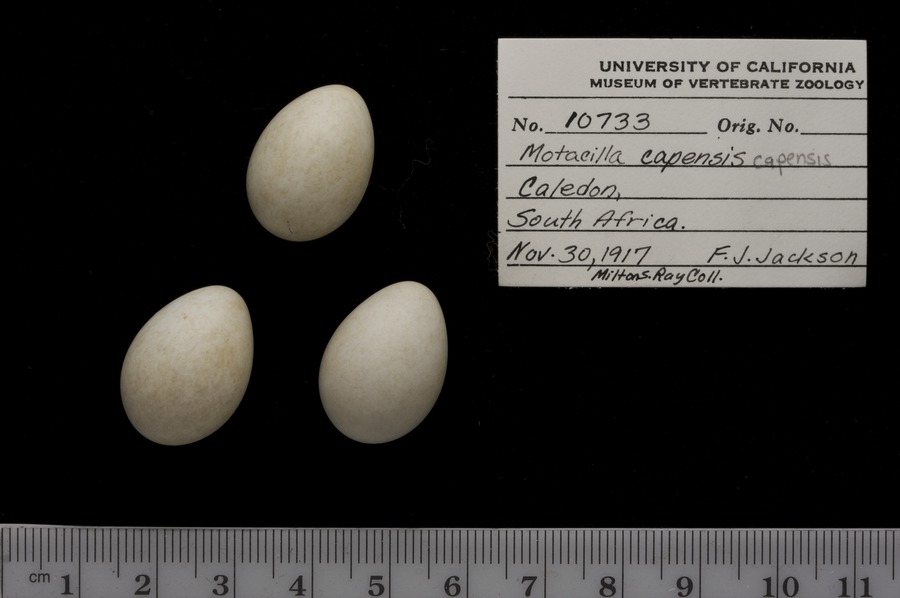 UNIVERSITY OF CALIFORNIA
MUSEUM OF VERTEBRATE ZOOLOGY
No. 10733 Orig. No.
Motacilla capensis capensis
Caledon,
South Africa.
Nov. 30, 1917 F. J. Jackson
Milton S. Ray Coll.
cm 1 2 3 4 5 6 7 8 9 10 11